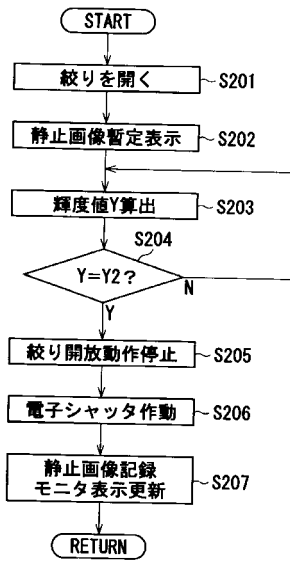 START
絞りを開く
S201
静止画像暫定表示
S202
輝度値Y算出
S203
S204
Y=Y2?
N
Y
絞り開放動作停止
S205
電子シャッタ作動
S206
静止画像記録
モニタ表示更新
S207
RETURN